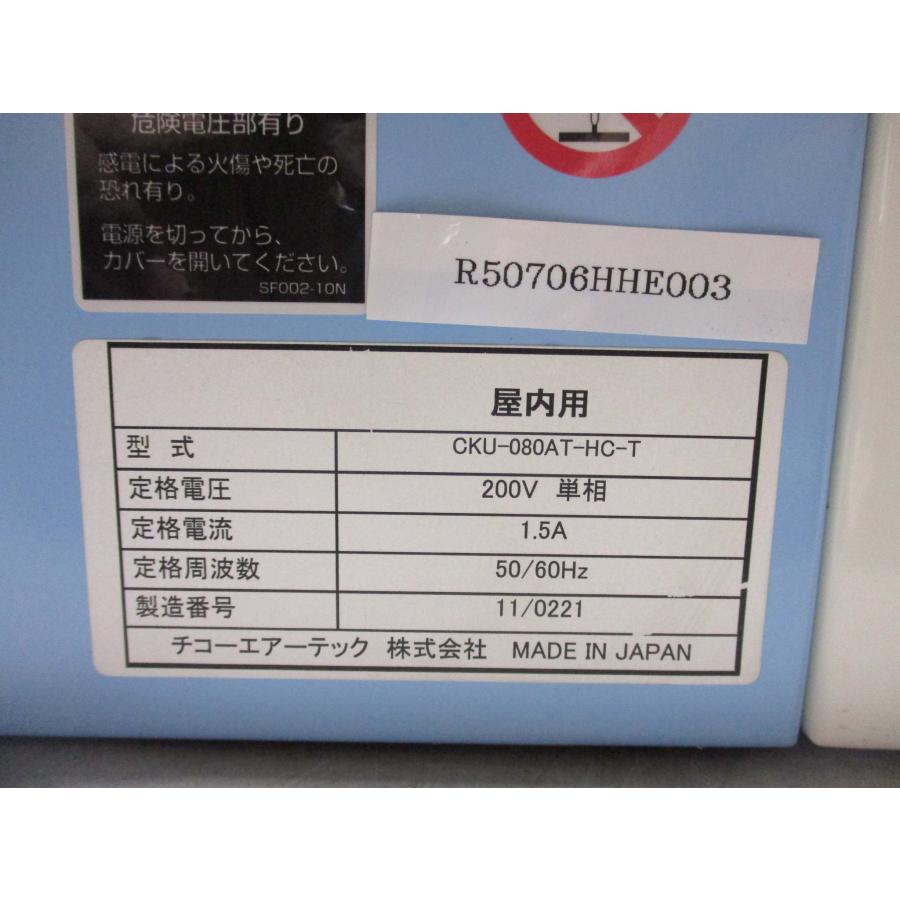 危険電圧部有り
感電による火傷や死亡の
恐れ有り。
電源を切ってから、
カバーを開いてください。
SF002-10N
R50706HHE003
屋内用
型 式 CKU-080AT-HC-T
定格電圧 200V 単相
定格電流 1.5A
定格周波数 50/60Hz
製造番号 11/0221
チコーエアーテック 株式会社 MADE IN JAPAN